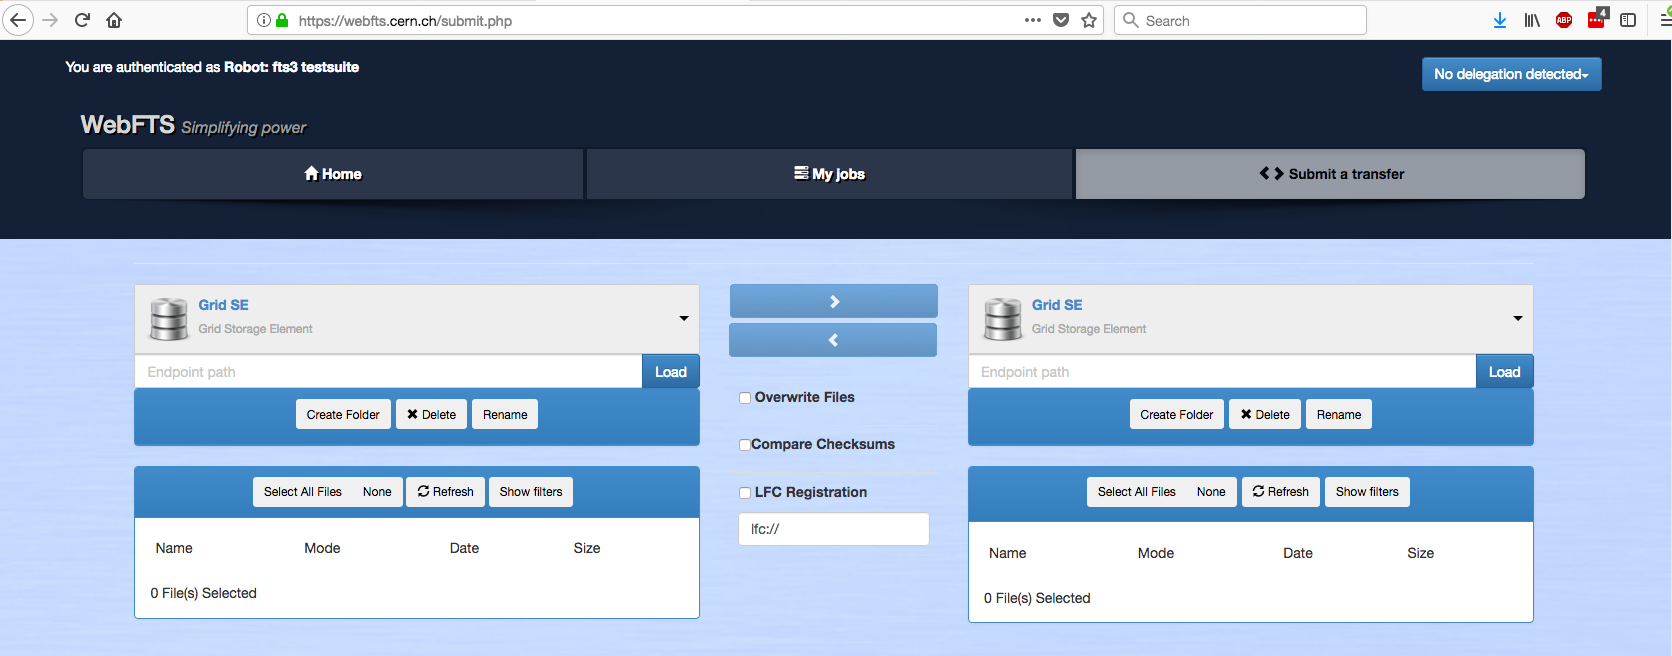 https://webfts.cern.ch/submit.php
Search
ABP
4
You are authenticated as Robot: fts3 testsuite
No delegation detected
WebFTS Simplifying power
Home
My jobs
Submit a transfer
Grid SE
Grid Storage Element
Endpoint path
Load
Create Folder
Delete
Rename
Select All Files
None
Refresh
Show filters
Name Mode Date Size
0 File(s) Selected
Overwrite Files
Compare Checksums
LFC Registration
lfc://
Grid SE
Grid Storage Element
Endpoint path
Load
Create Folder
Delete
Rename
Select All Files
None
Refresh
Show filters
Name Mode Date Size
0 File(s) Selected